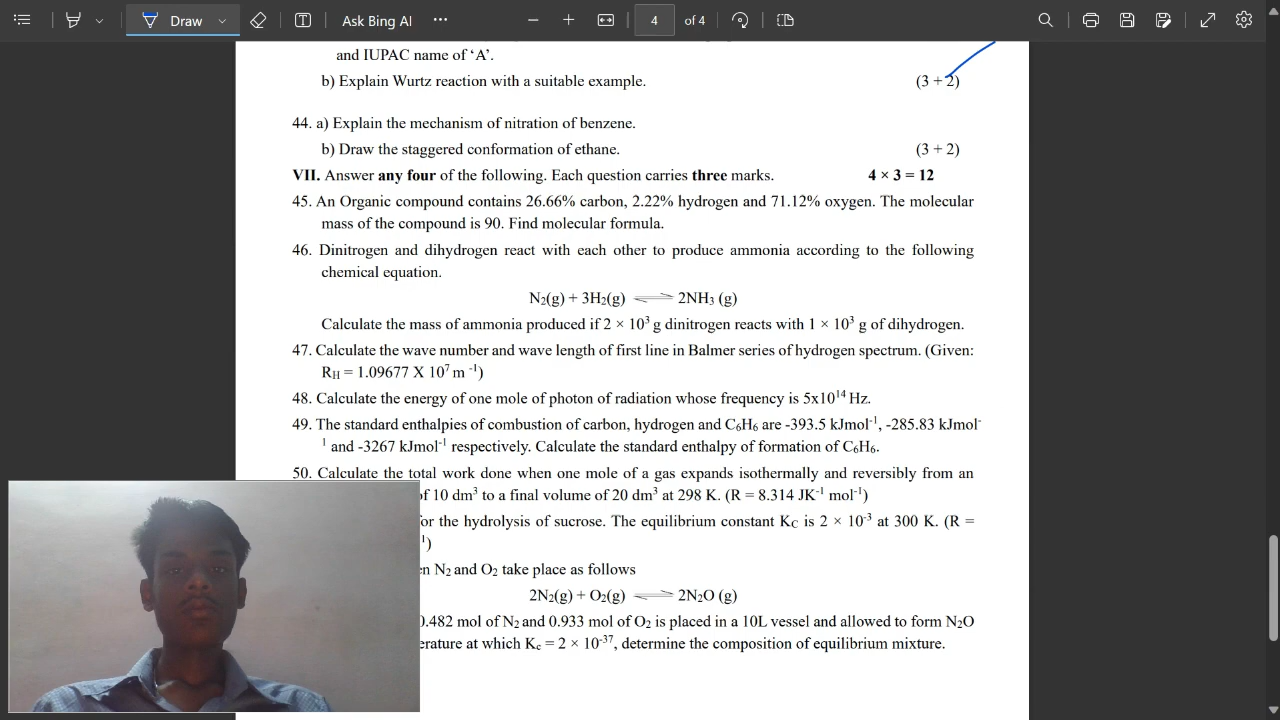 Draw
Ask Bing AI
4 of 4
and IUPAC name of ‘A’.
b) Explain Wurtz reaction with a suitable example. (3 + 2)
44. a) Explain the mechanism of nitration of benzene.
b) Draw the staggered conformation of ethane. (3 + 2)
VII. Answer any four of the following. Each question carries three marks. 4 × 3 = 12
45. An Organic compound contains 26.66% carbon, 2.22% hydrogen and 71.12% oxygen. The molecular
mass of the compound is 90. Find molecular formula.
46. Dinitrogen and dihydrogen react with each other to produce ammonia according to the following
chemical equation.
N₂(g) + 3H₂(g) ⇌ 2NH₃ (g)
Calculate the mass of ammonia produced if 2 × 10³ g dinitrogen reacts with 1 × 10³ g of dihydrogen.
47. Calculate the wave number and wave length of first line in Balmer series of hydrogen spectrum. (Given:
R_H = 1.09677 X 10⁷ m ⁻¹)
48. Calculate the energy of one mole of photon of radiation whose frequency is 5x10¹⁴ Hz.
49. The standard enthalpies of combustion of carbon, hydrogen and C₆H₆ are -393.5 kJmol⁻¹, -285.83 kJmol⁻
¹ and -3267 kJmol⁻¹ respectively. Calculate the standard enthalpy of formation of C₆H₆.
50. Calculate the total work done when one mole of a gas expands isothermally and reversibly from an
of 10 dm³ to a final volume of 20 dm³ at 298 K. (R = 8.314 JK⁻¹ mol⁻¹)
for the hydrolysis of sucrose. The equilibrium constant K_C is 2 × 10⁻³ at 300 K. (R =
¹)
N₂ and O₂ take place as follows
2N₂(g) + O₂(g) ⇌ 2N₂O (g)
0.482 mol of N₂ and 0.933 mol of O₂ is placed in a 10L vessel and allowed to form N₂O
at which K_c = 2 × 10⁻³⁷, determine the composition of equilibrium mixture.